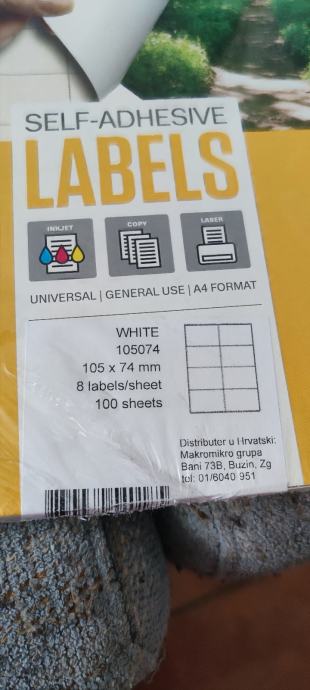 SELF-ADHESIVE
LABELS
INKJET
COPY
LASER
UNIVERSAL | GENERAL USE | A4 FORMAT
WHITE
105074
105 x 74 mm
8 labels/sheet
100 sheets
Distributer u Hrvatski:
Makromikro grupa
Bani 73B, Buzin, Zg
tel: 01/6040 951